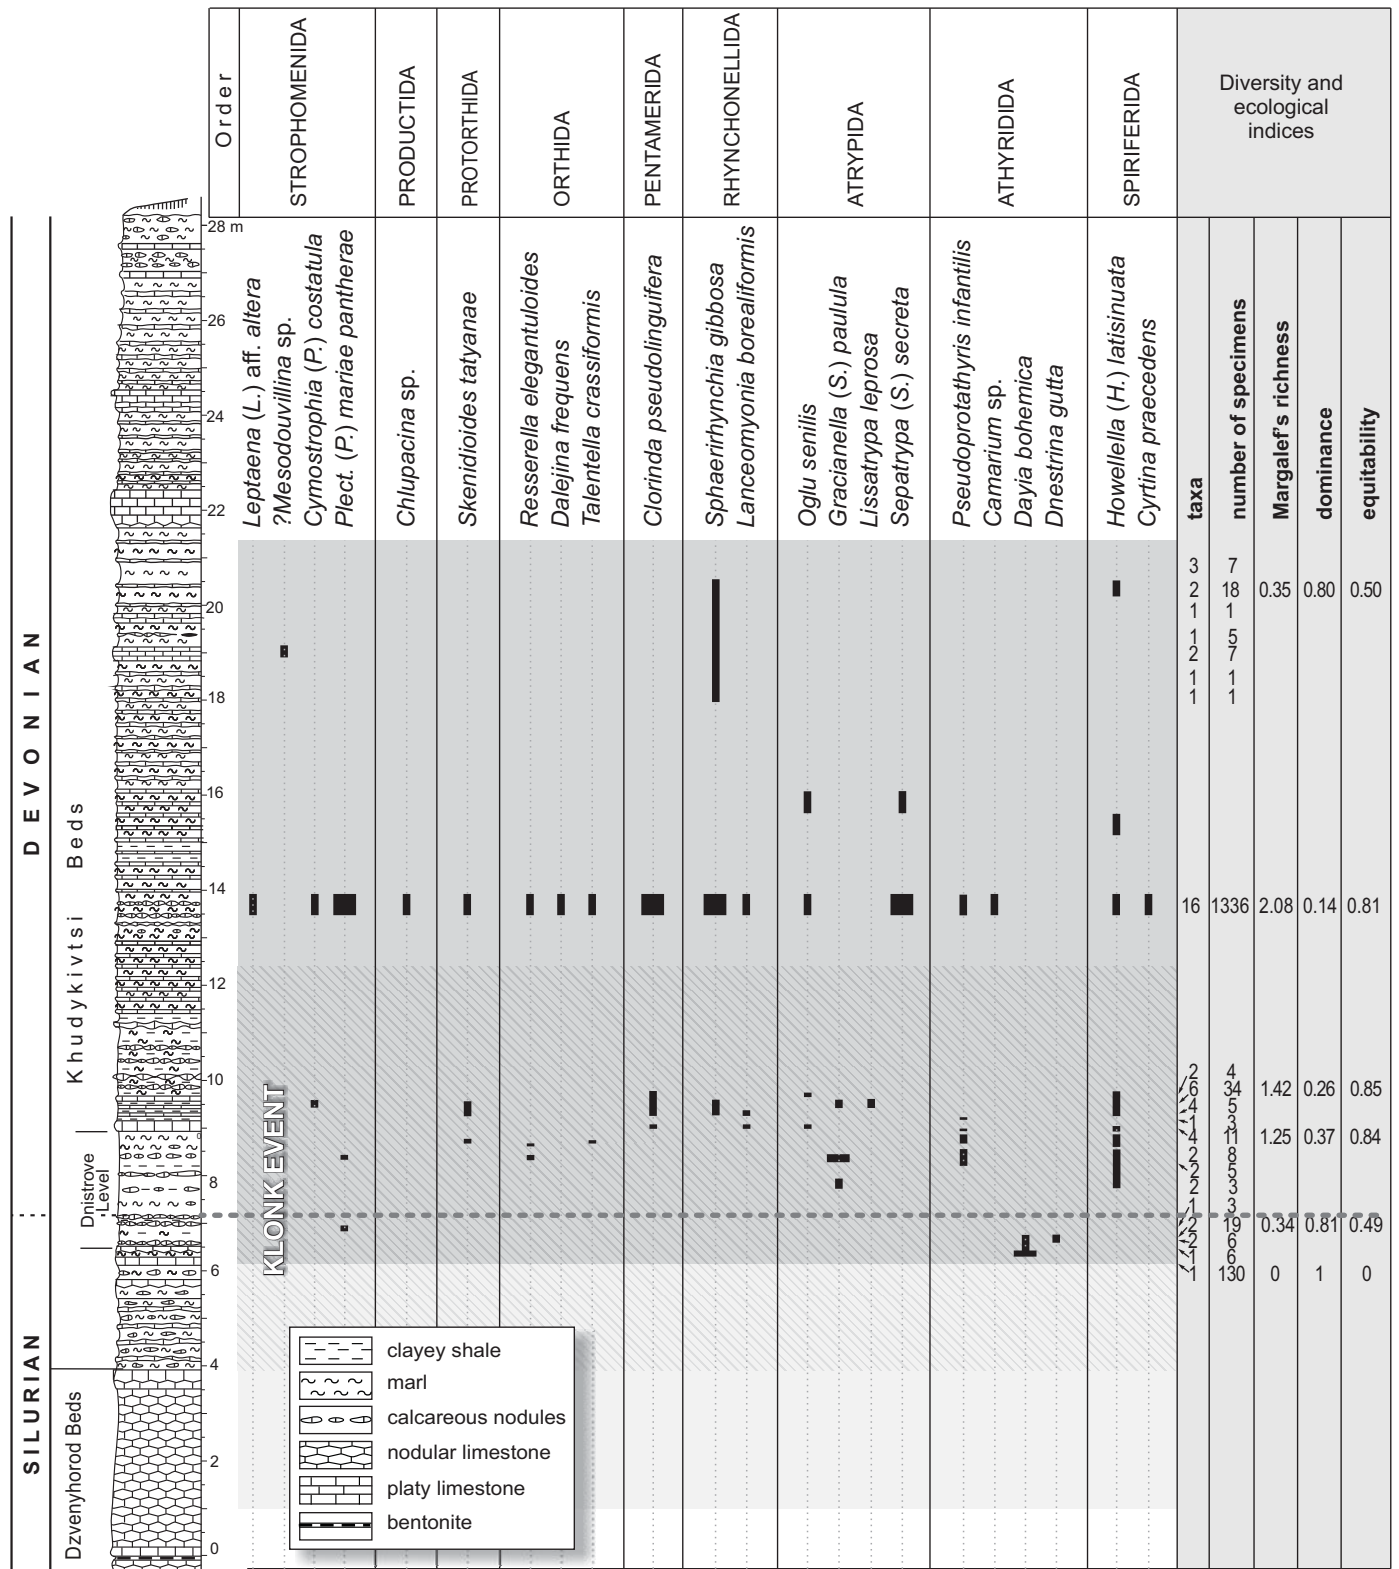 Order
STROPHOMENIDA
PRODUCTIDA
PROTORTHIDA
ORTHIDA
PENTAMERIDA
RHYNCHONELLIDA
ATRYPIDA
ATHYRIDIDA
SPIRIFERIDA
Diversity and
ecological
indices
Leptaena (L.) aff. altera
?Mesodouvillina sp.
Cymostrophia (P.) costatula
Plect. (P.) mariae pantherae
Chlupacina sp.
Skenidioides tatyanae
Resserella elegantuloides
Dalejina frequens
Talentella crassiformis
Clorinda pseudolinguifera
Sphaerirhynchia gibbosa
Lanceomyonia borealiformis
Oglu senilis
Gracianella (S.) paulula
Lissatrypa leprosa
Sepatrypa (S.) secreta
Pseudoprotathyris infantilis
Camarium sp.
Dayia bohemica
Dnestrina gutta
Howellella (H.) latisinuata
Cyrtina praecedens
taxa
number of specimens
Margalef's richness
dominance
equitability
28 m
26
24
22
20
18
16
14
12
10
8
6
4
2
0
DEVONIAN
SILURIAN
Khudykivtsi Beds
Dnistrove
Level
Dzvenyhorod Beds
KLONK EVENT
3 7
2 18 0.35 0.80 0.50
1 1
1 5
2 7
1 1
1 1
16 1336 2.08 0.14 0.81
2 4
6 34 1.42 0.26 0.85
4 5
1 3
4 11 1.25 0.37 0.84
2 8
2 5
2 3
1 3
2 19 0.34 0.81 0.49
2 6
1 6
1 130 0 1 0
clayey shale
marl
calcareous nodules
nodular limestone
platy limestone
bentonite